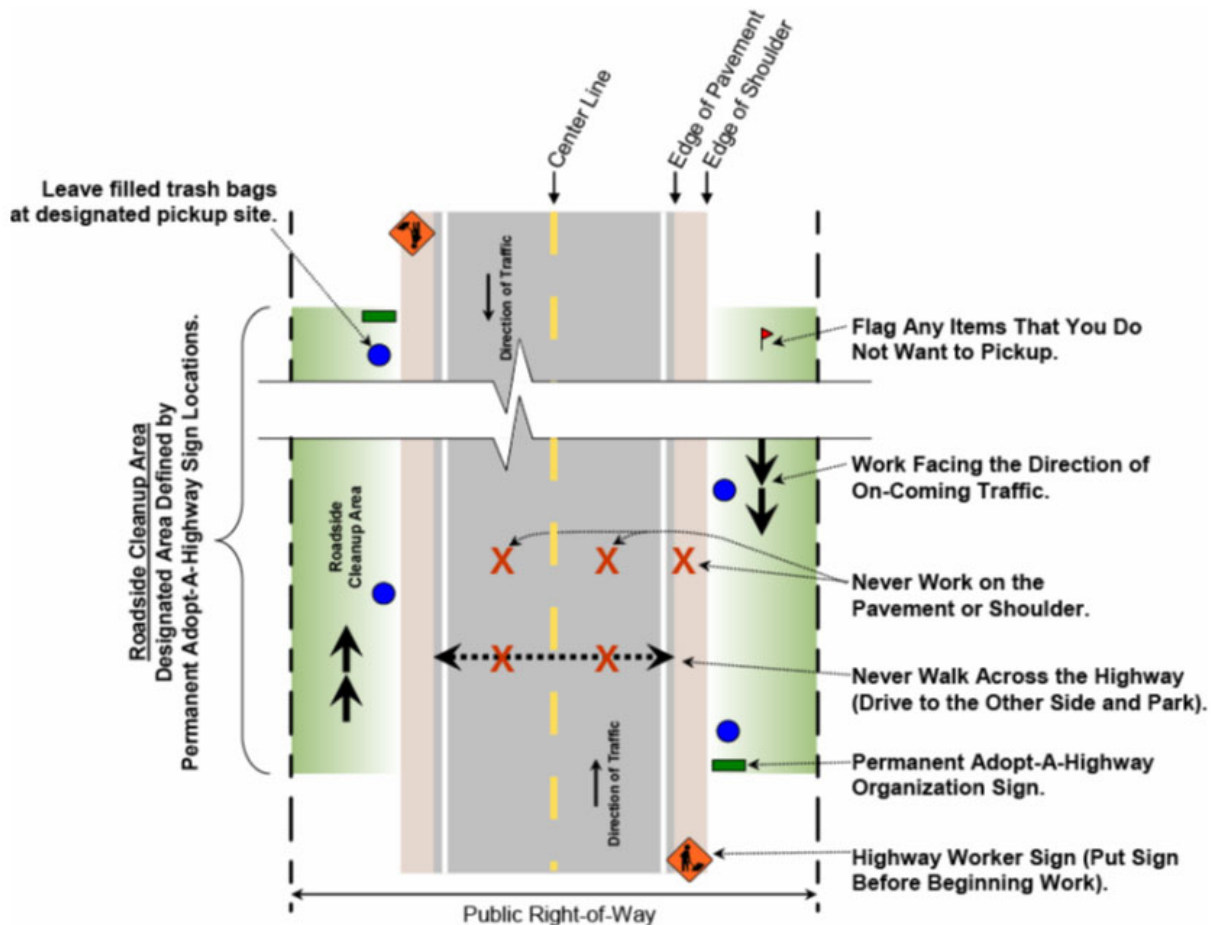 Center Line
Edge of Pavement
Edge of Shoulder
Leave filled trash bags
at designated pickup site.
Direction of Traffic
Flag Any Items That You Do
Not Want to Pickup.
Roadside Cleanup Area
Designated Area Defined by
Permanent Adopt-A-Highway Sign Locations.
Roadside
Cleanup Area
Work Facing the Direction of
On-Coming Traffic.
X X X
Never Work on the
Pavement or Shoulder.
X X
Never Walk Across the Highway
(Drive to the Other Side and Park).
Direction of Traffic
Permanent Adopt-A-Highway
Organization Sign.
Highway Worker Sign (Put Sign
Before Beginning Work).
Public Right-of-Way